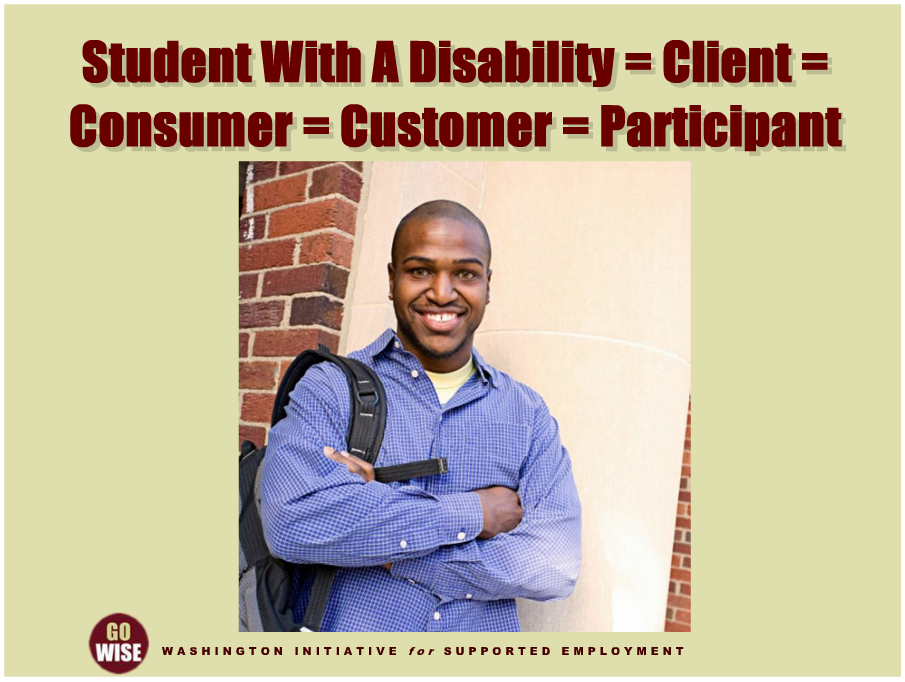 Student With A Disability = Client =
Consumer = Customer = Participant
GO
WISE
WASHINGTON INITIATIVE for SUPPORTED EMPLOYMENT